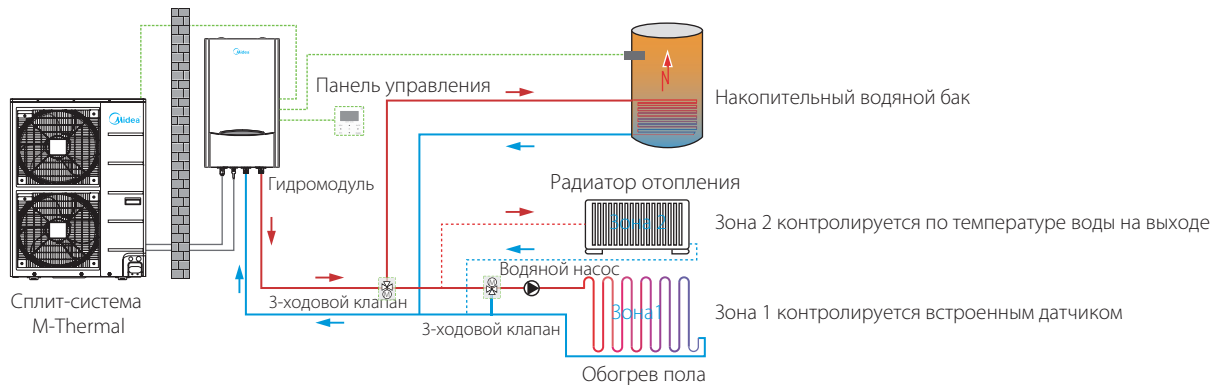 Midea
Midea
Панель управления
Накопительный водяной бак
Гидромодуль
Радиатор отопления
Зона 2
Зона 2 контролируется по температуре воды на выходе
Водяной насос
3-ходовой клапан
Сплит-система
M-Thermal
Зона1
Зона 1 контролируется встроенным датчиком
3-ходовой клапан
Обогрев пола